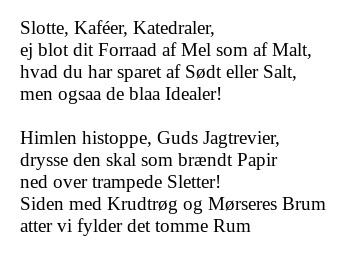 Slotte, Kaféer, Katedraler,
ej blot dit Forraad af Mel som af Malt,
hvad du har sparet af Sødt eller Salt,
men ogsaa de blaa Idealer!

Himlen histoppe, Guds Jagtrevier,
drysse den skal som brændt Papir
ned over trampede Sletter!
Siden med Krudtrøg og Mørseres Brum
atter vi fylder det tomme Rum